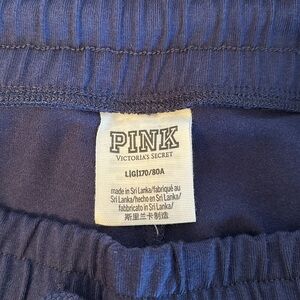 PINK
VICTORIA'S SECRET
L|G|170/80A
made in Sri Lanka/fabriqué au
Sri Lanka/hecho en Sri Lanka/
fabbricato in Sri Lanka/
斯里兰卡制造